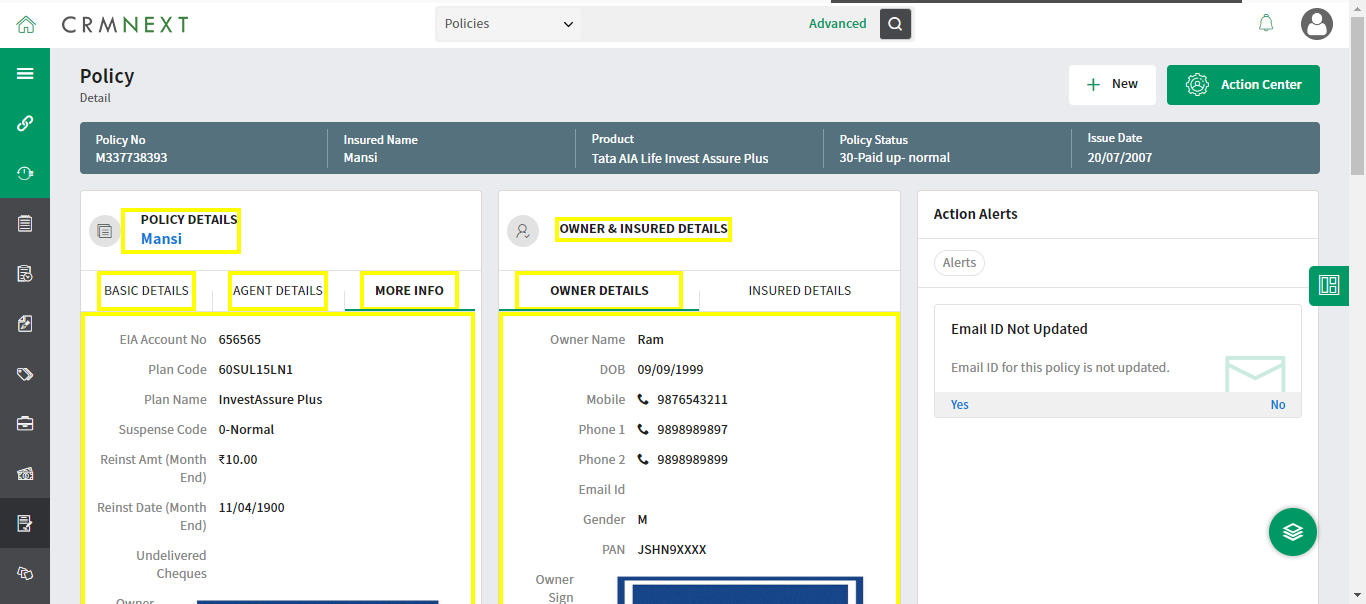 CRMNEXT
Policies
Advanced
Policy
Detail
New
Action Center
Policy No
M337738393
Insured Name
Mansi
Product
Tata AIA Life Invest Assure Plus
Policy Status
30-Paid up- normal
Issue Date
20/07/2007
POLICY DETAILS
Mansi
BASIC DETAILS
AGENT DETAILS
MORE INFO
EIA Account No 656565
Plan Code 60SUL15LN1
Plan Name InvestAssure Plus
Suspense Code 0-Normal
Reinst Amt (Month ₹10.00
End)
Reinst Date (Month 11/04/1900
End)
Undelivered
Cheques
Owner
OWNER & INSURED DETAILS
OWNER DETAILS
INSURED DETAILS
Owner Name Ram
DOB 09/09/1999
Mobile 9876543211
Phone 1 9898989897
Phone 2 9898989899
Email Id
Gender M
PAN JSHN9XXXX
Owner
Sign
Action Alerts
Alerts
Email ID Not Updated
Email ID for this policy is not updated.
Yes
No